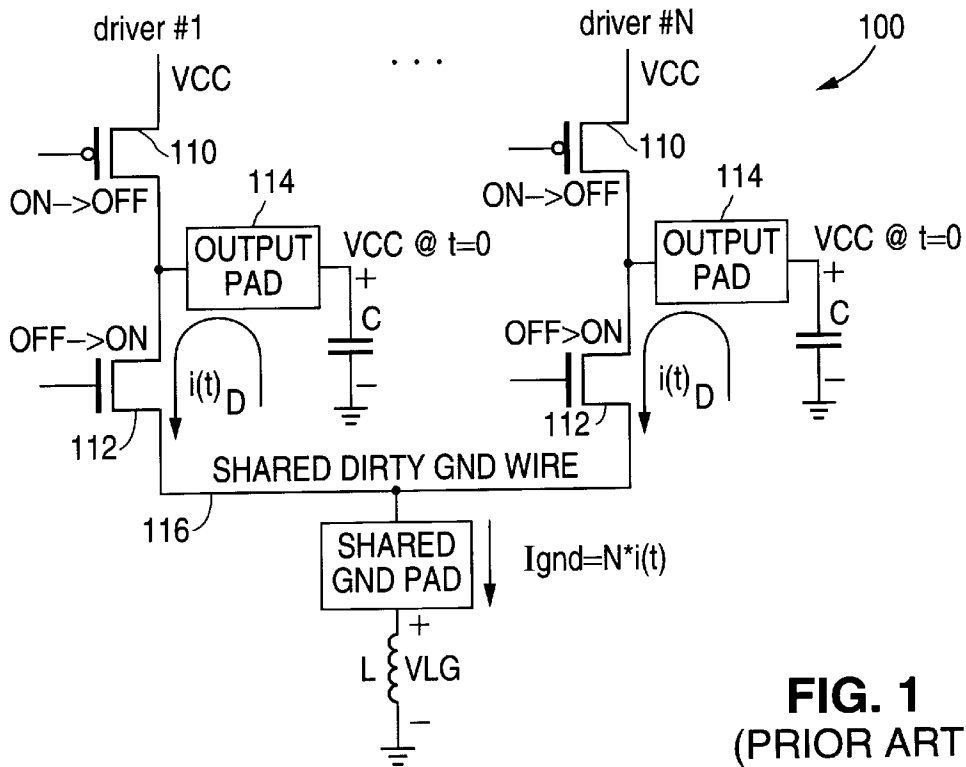 driver #1
. . .
driver #N
100
VCC
VCC
110
110
ON->OFF
ON->OFF
114
114
OUTPUT
PAD
OUTPUT
PAD
VCC @ t=0
VCC @ t=0
+
+
C
C
−
−
OFF->ON
OFF>ON
i(t)D
i(t)D
112
112
SHARED DIRTY GND WIRE
116
SHARED
GND PAD
Ignd=N*i(t)
+
L VLG
−
FIG. 1
(PRIOR ART